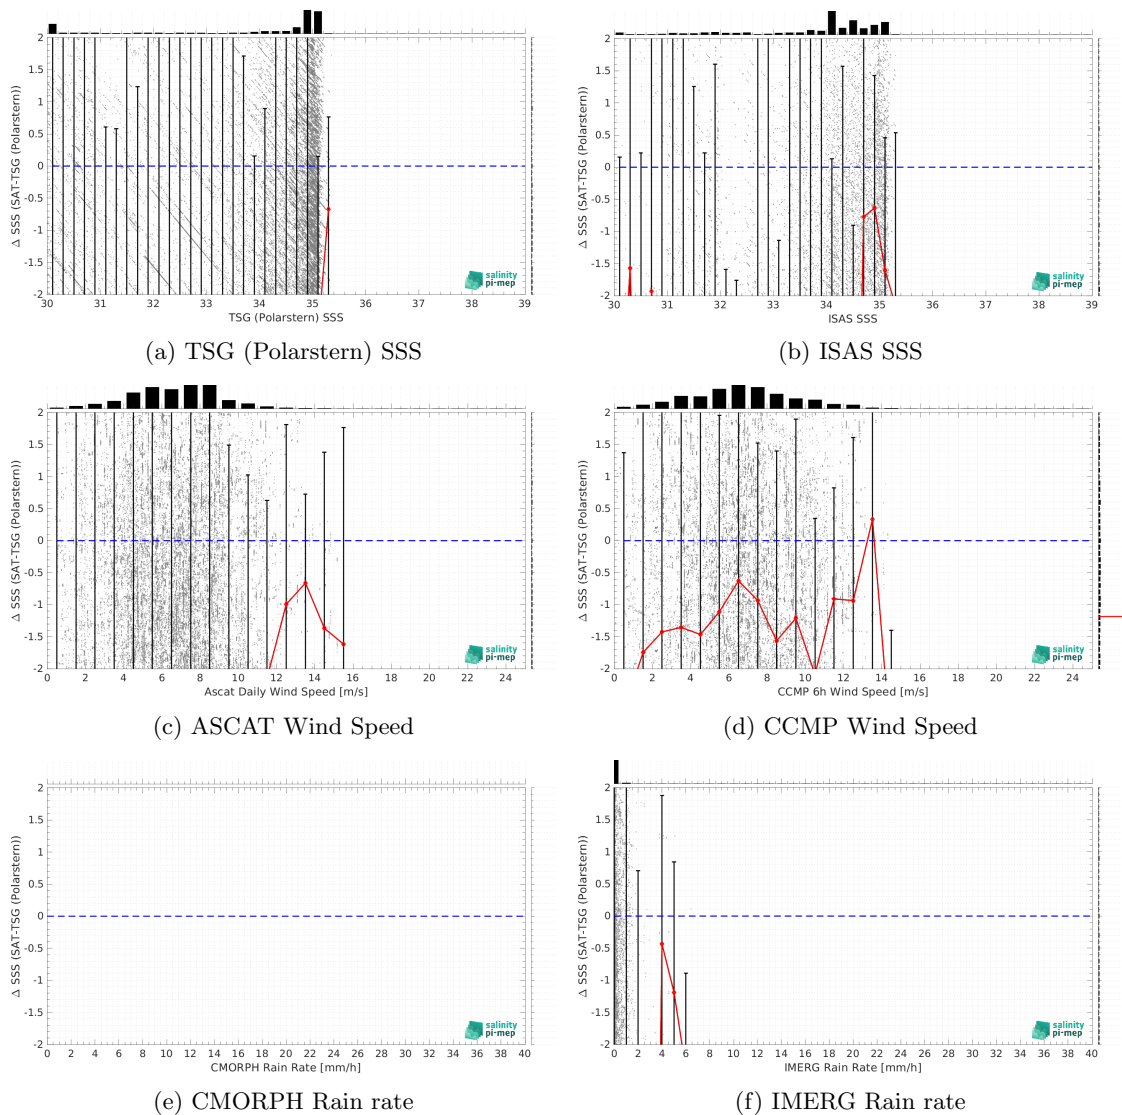 2
1.5
1
0.5
0
-0.5
-1
-1.5
-2
Δ SSS (SAT-TSG (Polarstern))
30 31 32 33 34 35 36 37 38 39
TSG (Polarstern) SSS
salinity
pi-mep
(a) TSG (Polarstern) SSS
2
1.5
1
0.5
0
-0.5
-1
-1.5
-2
Δ SSS (SAT-TSG (Polarstern))
30 31 32 33 34 35 36 37 38 39
ISAS SSS
salinity
pi-mep
(b) ISAS SSS
2
1.5
1
0.5
0
-0.5
-1
-1.5
-2
Δ SSS (SAT-TSG (Polarstern))
0 2 4 6 8 10 12 14 16 18 20 22 24
Ascat Daily Wind Speed [m/s]
salinity
pi-mep
(c) ASCAT Wind Speed
2
1.5
1
0.5
0
-0.5
-1
-1.5
-2
Δ SSS (SAT-TSG (Polarstern))
0 2 4 6 8 10 12 14 16 18 20 22 24
CCMP 6h Wind Speed [m/s]
salinity
pi-mep
(d) CCMP Wind Speed
2
1.5
1
0.5
0
-0.5
-1
-1.5
-2
Δ SSS (SAT-TSG (Polarstern))
0 2 4 6 8 10 12 14 16 18 20 22 24 26 28 30 32 34 36 38 40
CMORPH Rain Rate [mm/h]
salinity
pi-mep
(e) CMORPH Rain rate
2
1.5
1
0.5
0
-0.5
-1
-1.5
-2
Δ SSS (SAT-TSG (Polarstern))
0 2 4 6 8 10 12 14 16 18 20 22 24 26 28 30 32 34 36 38 40
IMERG Rain Rate [mm/h]
salinity
pi-mep
(f) IMERG Rain rate